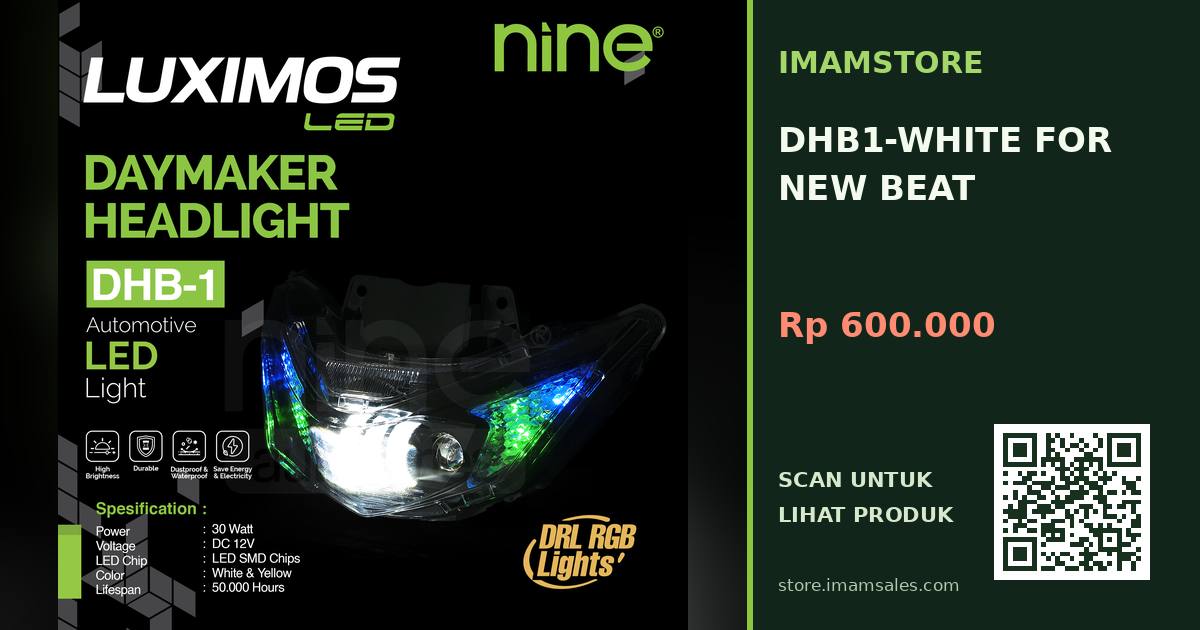 nine®
LUXIMOS
LED
DAYMAKER
HEADLIGHT
DHB-1
Automotive
LED
Light
High
Brightness
Durable
Dustproof &
Waterproof
Save Energy
& Electricity
Spesification :
Power : 30 Watt
Voltage : DC 12V
LED Chip : LED SMD Chips
Color : White & Yellow
Lifespan : 50.000 Hours
DRL RGB
Lights'
IMAMSTORE
DHB1-WHITE FOR
NEW BEAT
Rp 600.000
SCAN UNTUK
LIHAT PRODUK
store.imamsales.com